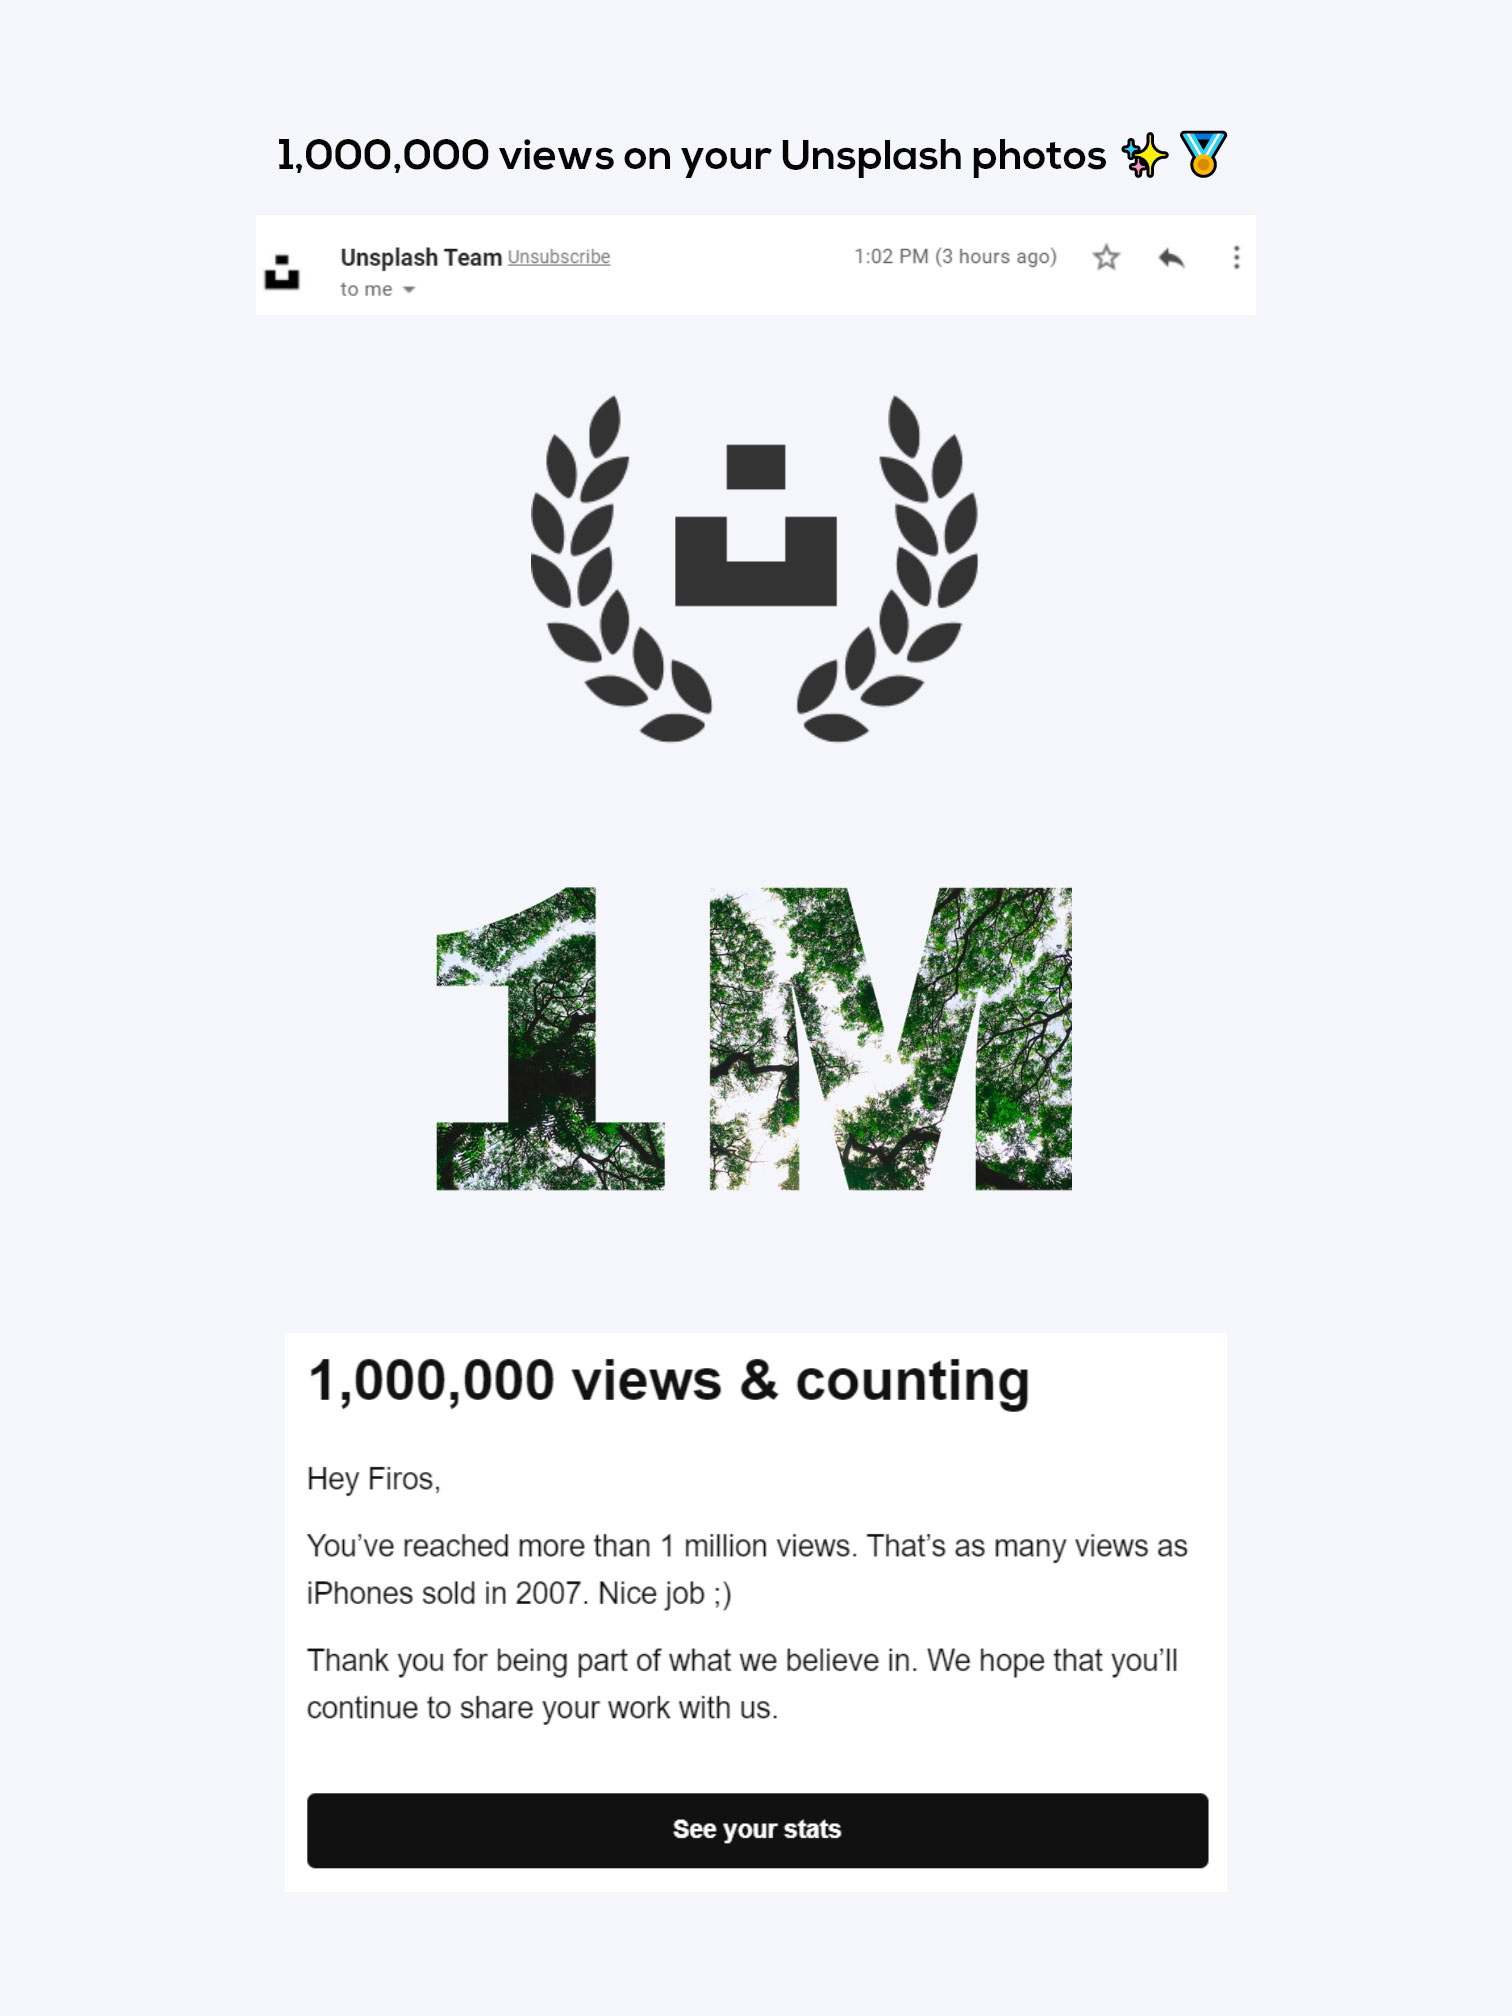 1,000,000 views on your Unsplash photos ✨🏅
Unsplash Team Unsubscribe 1:02 PM (3 hours ago)
to me
1M
1,000,000 views & counting
Hey Firos,
You’ve reached more than 1 million views. That’s as many views as
iPhones sold in 2007. Nice job ;)
Thank you for being part of what we believe in. We hope that you’ll
continue to share your work with us.
See your stats